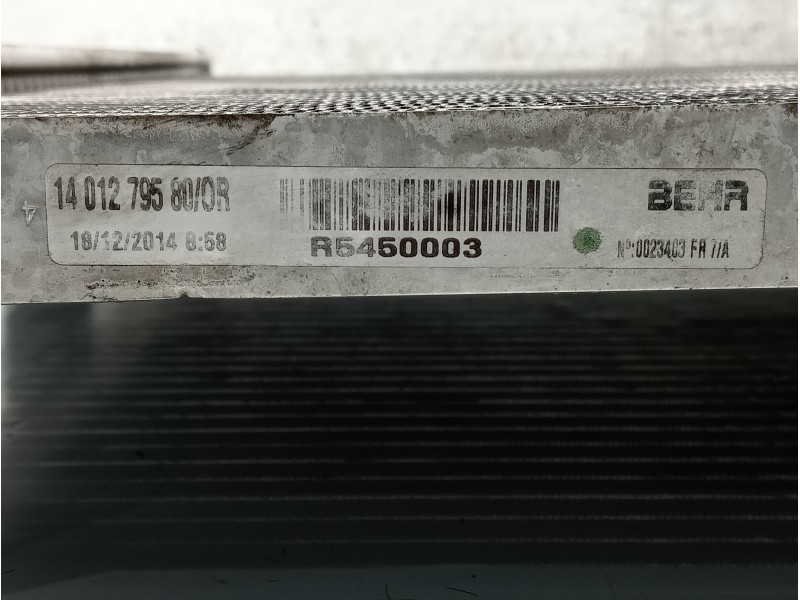 14 012 795 80/OR
BEHR
18/12/2014 8:58
R5450003
N°:0023403 FR 7/A